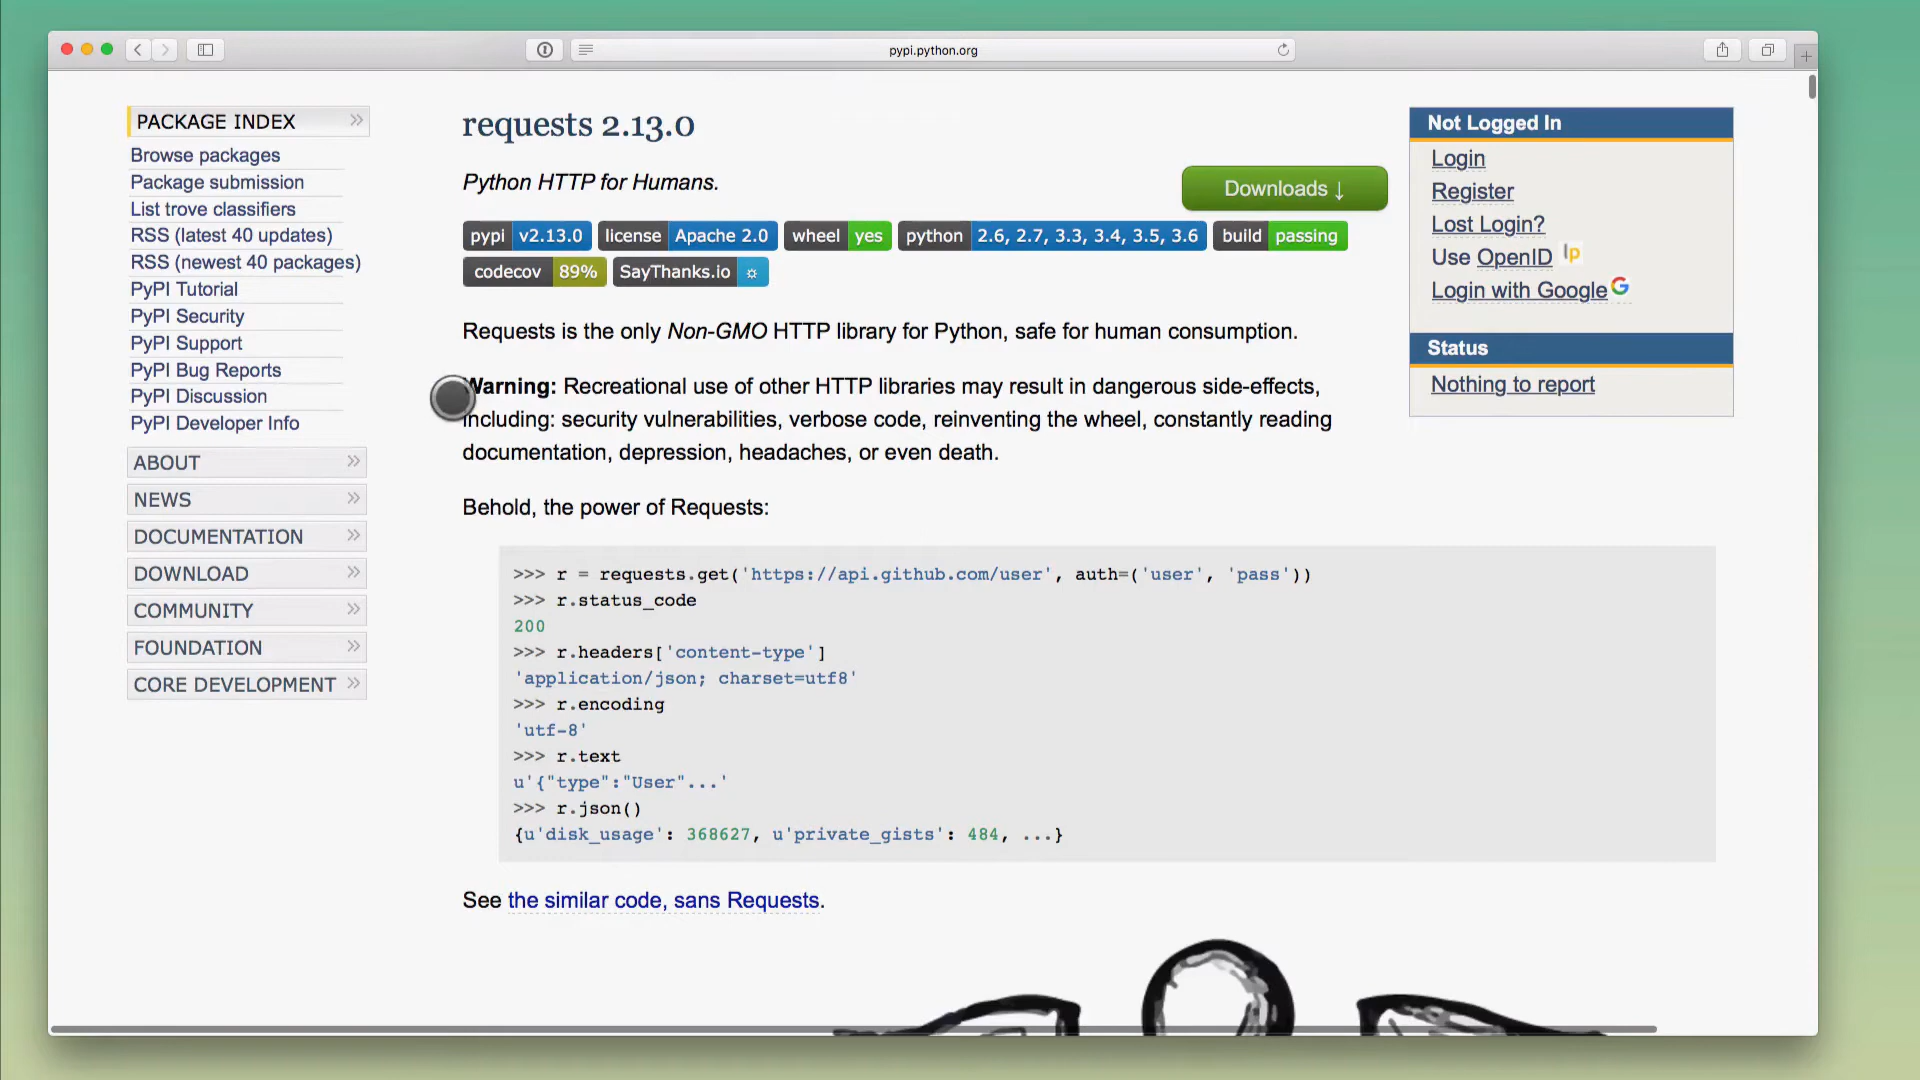 pypi.python.org
PACKAGE INDEX »
Browse packages
Package submission
List trove classifiers
RSS (latest 40 updates)
RSS (newest 40 packages)
PyPI Tutorial
PyPI Security
PyPI Support
PyPI Bug Reports
PyPI Discussion
PyPI Developer Info
ABOUT »
NEWS »
DOCUMENTATION »
DOWNLOAD »
COMMUNITY »
FOUNDATION »
CORE DEVELOPMENT »
requests 2.13.0
Python HTTP for Humans.
Downloads ↓
pypi v2.13.0 license Apache 2.0 wheel yes python 2.6, 2.7, 3.3, 3.4, 3.5, 3.6 build passing
codecov 89% SayThanks.io ☼
Requests is the only Non-GMO HTTP library for Python, safe for human consumption.
Warning: Recreational use of other HTTP libraries may result in dangerous side-effects,
including: security vulnerabilities, verbose code, reinventing the wheel, constantly reading
documentation, depression, headaches, or even death.
Behold, the power of Requests:
>>> r = requests.get('https://api.github.com/user', auth=('user', 'pass'))
>>> r.status_code
200
>>> r.headers['content-type']
'application/json; charset=utf8'
>>> r.encoding
'utf-8'
>>> r.text
u'{"type":"User"...'
>>> r.json()
{u'disk_usage': 368627, u'private_gists': 484, ...}
See the similar code, sans Requests.
Not Logged In
Login
Register
Lost Login?
Use OpenID lp
Login with Google G
Status
Nothing to report